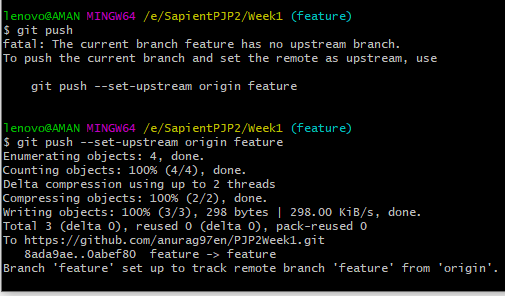 lenovo@AMAN MINGW64 /e/SapientPJP2/Week1 (feature)
$ git push
fatal: The current branch feature has no upstream branch.
To push the current branch and set the remote as upstream, use
    git push --set-upstream origin feature
lenovo@AMAN MINGW64 /e/SapientPJP2/Week1 (feature)
$ git push --set-upstream origin feature
Enumerating objects: 4, done.
Counting objects: 100% (4/4), done.
Delta compression using up to 2 threads
Compressing objects: 100% (2/2), done.
Writing objects: 100% (3/3), 298 bytes | 298.00 KiB/s, done.
Total 3 (delta 0), reused 0 (delta 0), pack-reused 0
To https://github.com/anurag97en/PJP2Week1.git
   8ada9ae..0abef80  feature -> feature
Branch 'feature' set up to track remote branch 'feature' from 'origin'.